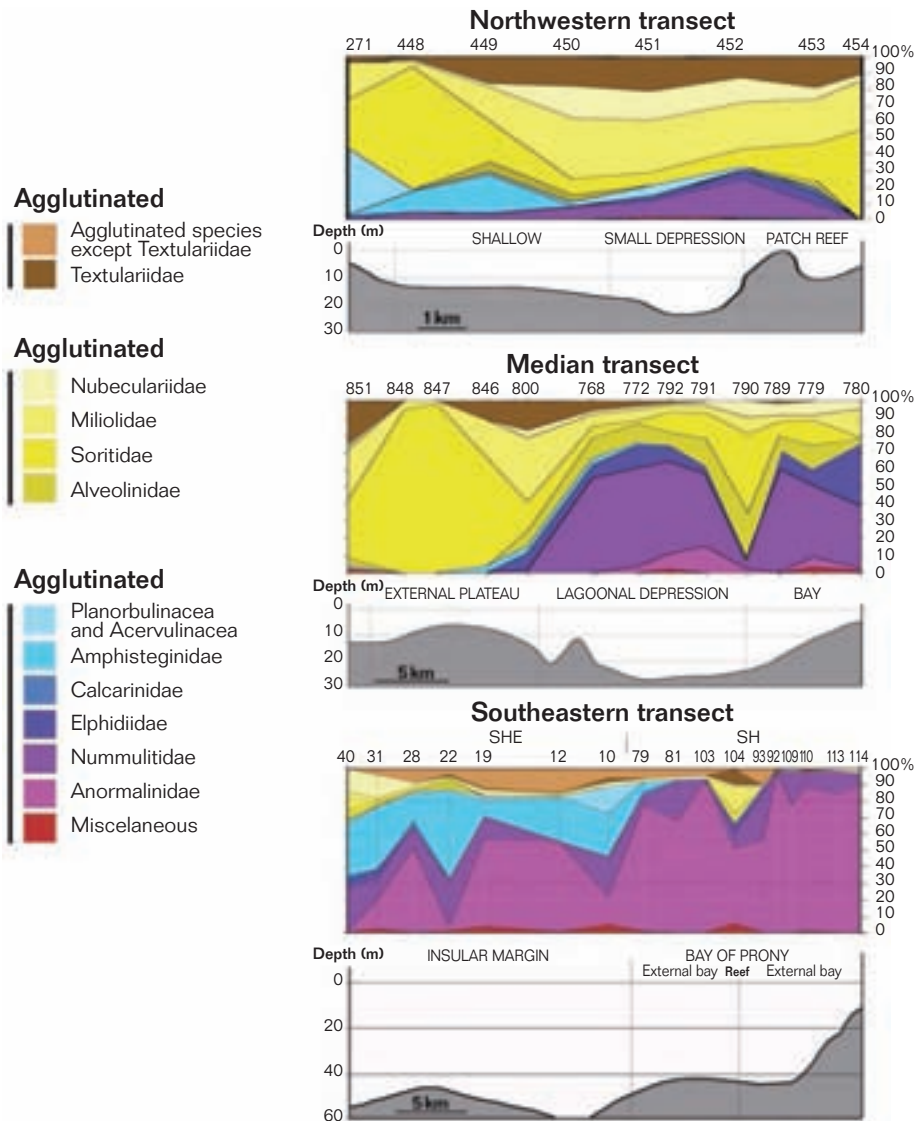 Northwestern transect
271 448 449 450 451 452 453 454
100%
90
80
70
60
50
40
30
20
10
0
Depth (m)
SHALLOW SMALL DEPRESSION PATCH REEF
0
10
20
30
1 km
Agglutinated
Agglutinated species
except Textulariidae
Textulariidae
Agglutinated
Nubeculariidae
Miliolidae
Soritidae
Alveolinidae
Agglutinated
Planorbulinacea
and Acervulinacea
Amphisteginidae
Calcarinidae
Elphidiidae
Nummulitidae
Anormalinidae
Miscelaneous
Median transect
851 848 847 846 800 768 772 792 791 790 789 779 780
100%
90
80
70
60
50
40
30
20
10
0
Depth (m)
EXTERNAL PLATEAU LAGOONAL DEPRESSION BAY
0
10
20
30
5 km
Southeastern transect
SHE SH
40 31 28 22 19 12 10 79 81 103 104 93 92 109 110 113 114
100%
90
80
70
60
50
40
30
20
10
0
Depth (m)
INSULAR MARGIN BAY OF PRONY
External bay Reef External bay
0
20
40
60
5 km